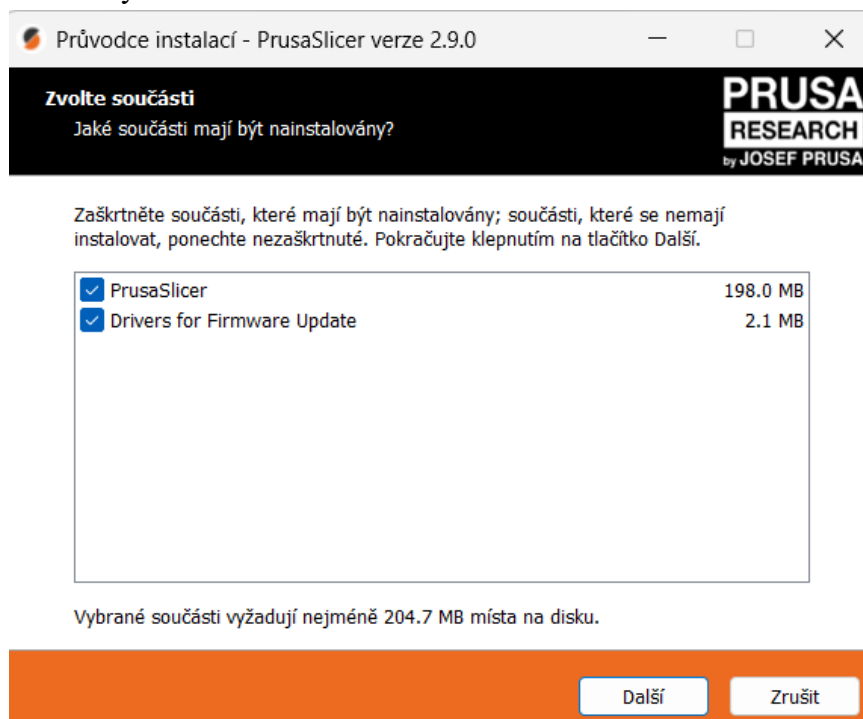 Průvodce instalací - PrusaSlicer verze 2.9.0
Zvolte součásti
Jaké součásti mají být nainstalovány?
PRUSA
RESEARCH
by JOSEF PRUSA
Zaškrtněte součásti, které mají být nainstalovány; součásti, které se nemají
instalovat, ponechte nezaškrtnuté. Pokračujte klepnutím na tlačítko Další.
PrusaSlicer 198.0 MB
Drivers for Firmware Update 2.1 MB
Vybrané součásti vyžadují nejméně 204.7 MB místa na disku.
Další Zrušit